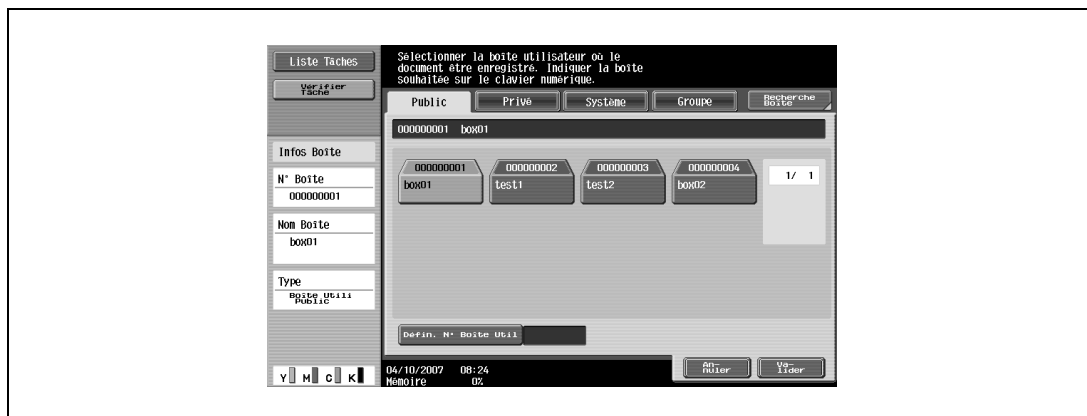 Liste Tâches
Vérifier
Tâche
Sélectionner la boîte utilisateur où le
document être enregistré. Indiquer la boîte
souhaitée sur le clavier numérique.
Public
Privé
Système
Groupe
Recherche
Boîte
000000001 box01
Infos Boîte
N° Boîte
000000001
Nom Boîte
box01
Type
Boîte Utili
Public
000000001
box01
000000002
test1
000000003
test2
000000004
box02
1/ 1
Défin. N° Boîte Util
An-
nuler
Va-
lider
Y M C K
04/10/2007 08:24
Mémoire 0%